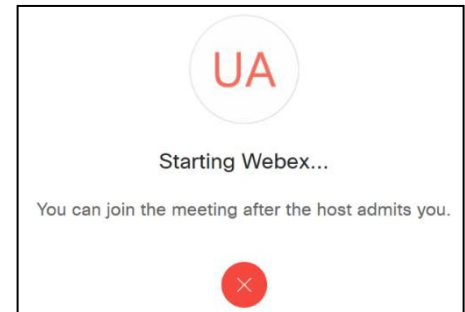 UA
Starting Webex...
You can join the meeting after the host admits you.